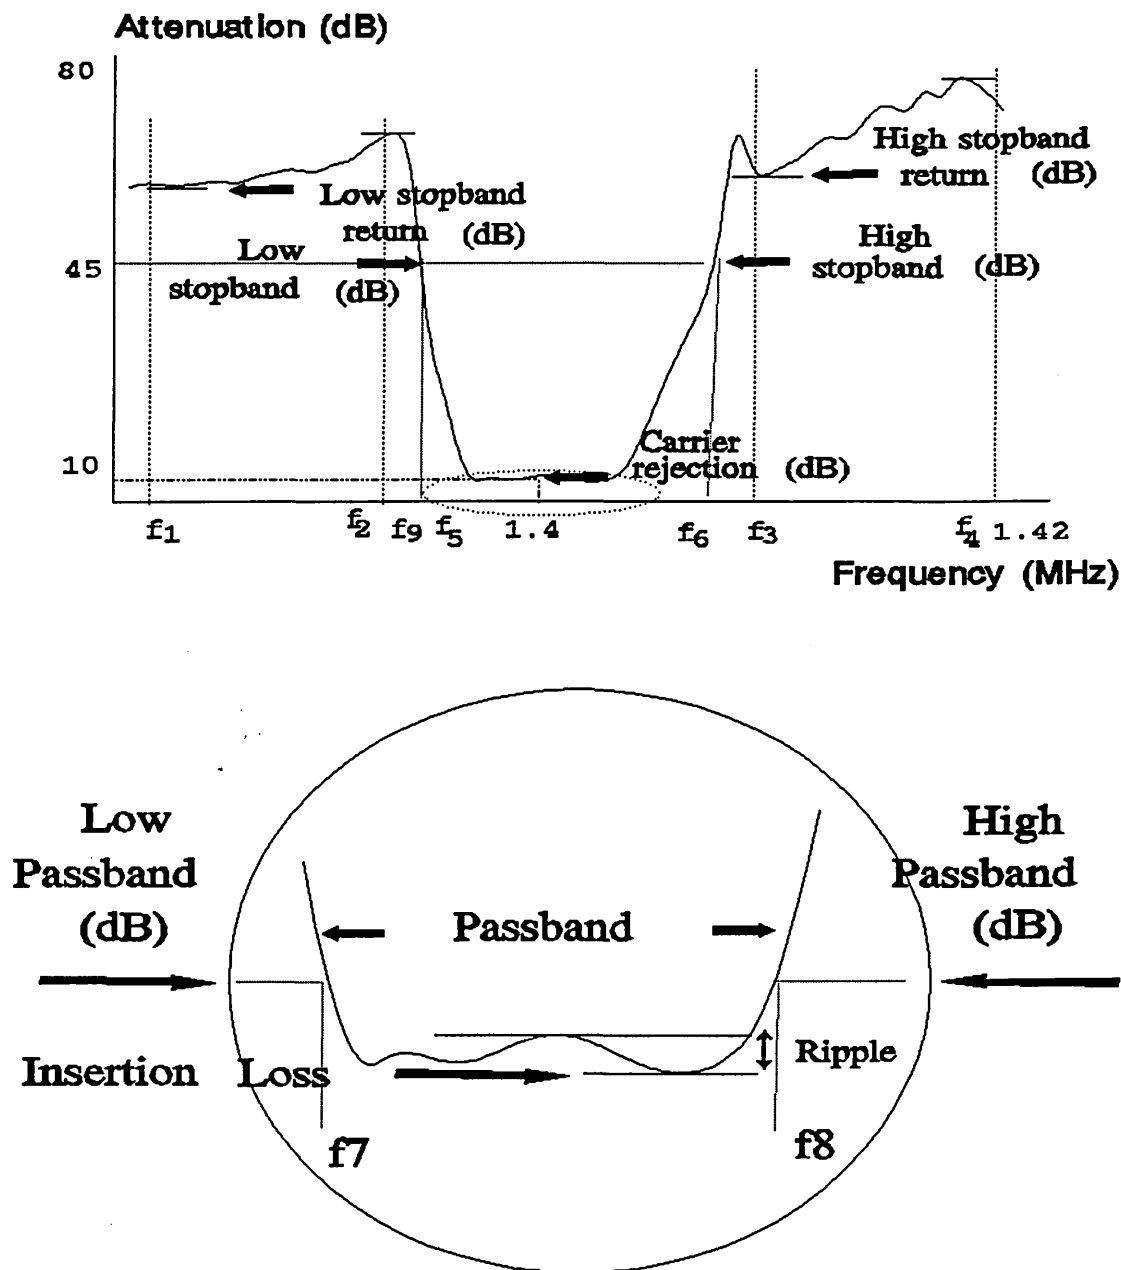 Attenuation (dB)
80
High stopband
return (dB)
Low stopband
return (dB)
Low
stopband (dB)
High
stopband (dB)
45
Carrier
rejection (dB)
10
f1 f2 f9 f5 1.4 f6 f3 f4 1.42
Frequency (MHz)
Low
Passband
(dB)
High
Passband
(dB)
Passband
Ripple
Insertion Loss
f7
f8